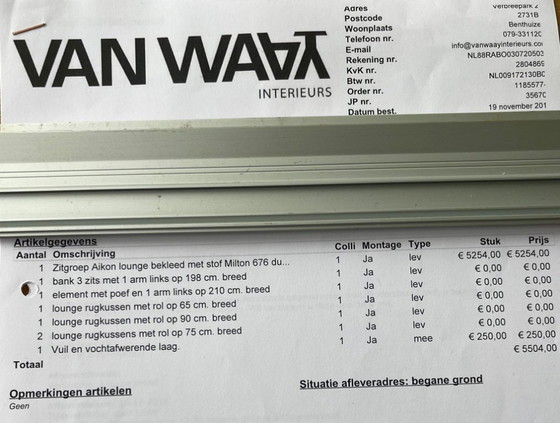 VAN WAAY
INTERIEURS
Adres
Postcode 2731B
Woonplaats Benthuize
Telefoon nr. 079-33112
E-mail info@vanwaayinterieurs.co
Rekening nr. NL88RABO030720503
KvK nr. 2804866
Btw nr. NL009172130B
Order nr. 1185577-
JP nr. 3567
Datum best. 19 november 201
Artikelgegevens
Aantal Omschrijving Colli Montage Type Stuk Prijs
1 Zitgroep Aikon lounge bekleed met stof Milton 676 du... 1 Ja lev € 5254,00 € 5254,00
1 bank 3 zits met 1 arm links op 198 cm. breed 1 Ja lev € 0,00 € 0,00
1 element met poef en 1 arm links op 210 cm. breed 1 Ja lev € 0,00 € 0,00
1 lounge rugkussen met rol op 65 cm. breed 1 Ja lev € 0,00 € 0,00
1 lounge rugkussen met rol op 90 cm. breed 1 Ja lev € 0,00 € 0,00
2 lounge rugkussens met rol op 75 cm. breed 1 Ja lev € 0,00 € 0,00
1 Vuil en vochtafwerende laag. 1 Ja mee € 250,00 € 250,00
Totaal € 5504,00
Opmerkingen artikelen
Geen
Situatie afleveradres: begane grond